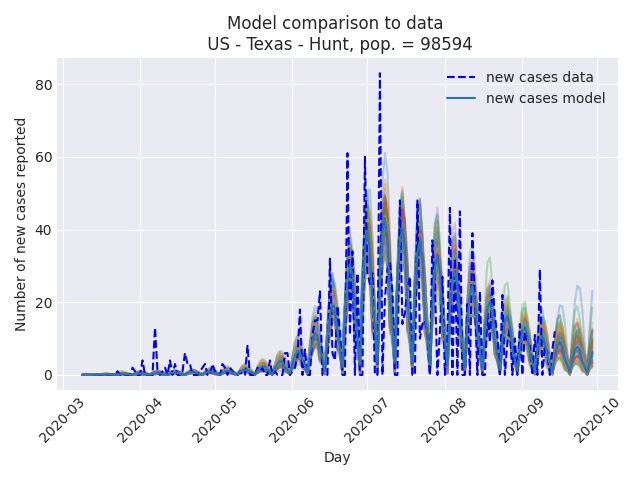 Model comparison to data
US - Texas - Hunt, pop. = 98594
new cases data
new cases model
Number of new cases reported
80
60
40
20
0
2020-03
2020-04
2020-05
2020-06
2020-07
2020-08
2020-09
2020-10
Day